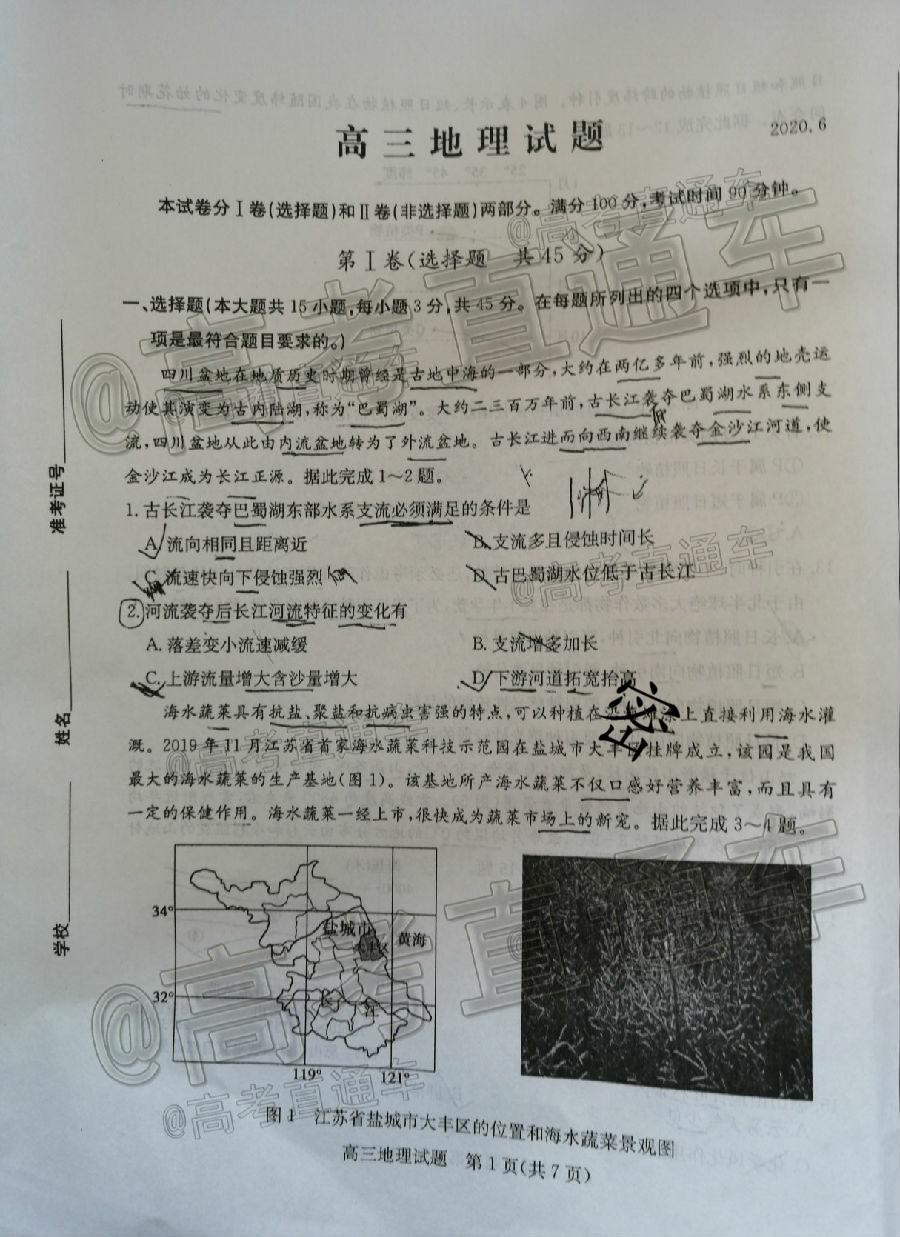 高三地理试题
2020.6
本试卷分Ⅰ卷(选择题)和Ⅱ卷(非选择题)两部分。满分100分,考试时间90分钟。
第Ⅰ卷(选择题 共45分)
一、选择题(本大题共15小题,每小题3分,共45分。在每题所列出的四个选项中,只有一
项是最符合题目要求的。)
四川盆地在地质历史时期曾经是古地中海的一部分,大约在两亿多年前,强烈的地壳运
动使其演变为古内陆湖,称为“巴蜀湖”。大约二三百万年前,古长江袭夺巴蜀湖水系东侧支
流,四川盆地从此由内流盆地转为了外流盆地。古长江进而向西南继续袭夺金沙江河道,使
金沙江成为长江正源。据此完成1~2题。
1.古长江袭夺巴蜀湖东部水系支流必须满足的条件是
A.流向相同且距离近
B.支流多且侵蚀时间长
C.流速快向下侵蚀强烈
D.古巴蜀湖水位低于古长江
2.河流袭夺后长江河流特征的变化有
A.落差变小流速减缓
B.支流增多加长
C.上游流量增大含沙量增大
D.下游河道拓宽抬高
海水蔬菜具有抗盐、聚盐和抗病虫害强的特点,可以种植在沿海滩涂上直接利用海水灌
溉。2019年11月江苏省首家海水蔬菜科技示范园在盐城市大丰区挂牌成立,该园是我国
最大的海水蔬菜的生产基地(图1)。该基地所产海水蔬菜不仅口感好营养丰富,而且具有
一定的保健作用。海水蔬菜一经上市,很快成为蔬菜市场上的新宠。据此完成3~4题。
34°
盐城市
黄海
32°
长
江
119°
121°
图1 江苏省盐城市大丰区的位置和海水蔬菜景观图
高三地理试题 第1页(共7页)
准考证号
姓名
学校
密
@高考直通车
@高考直通车
@高考直通车
@高考直通车
@高考直通车